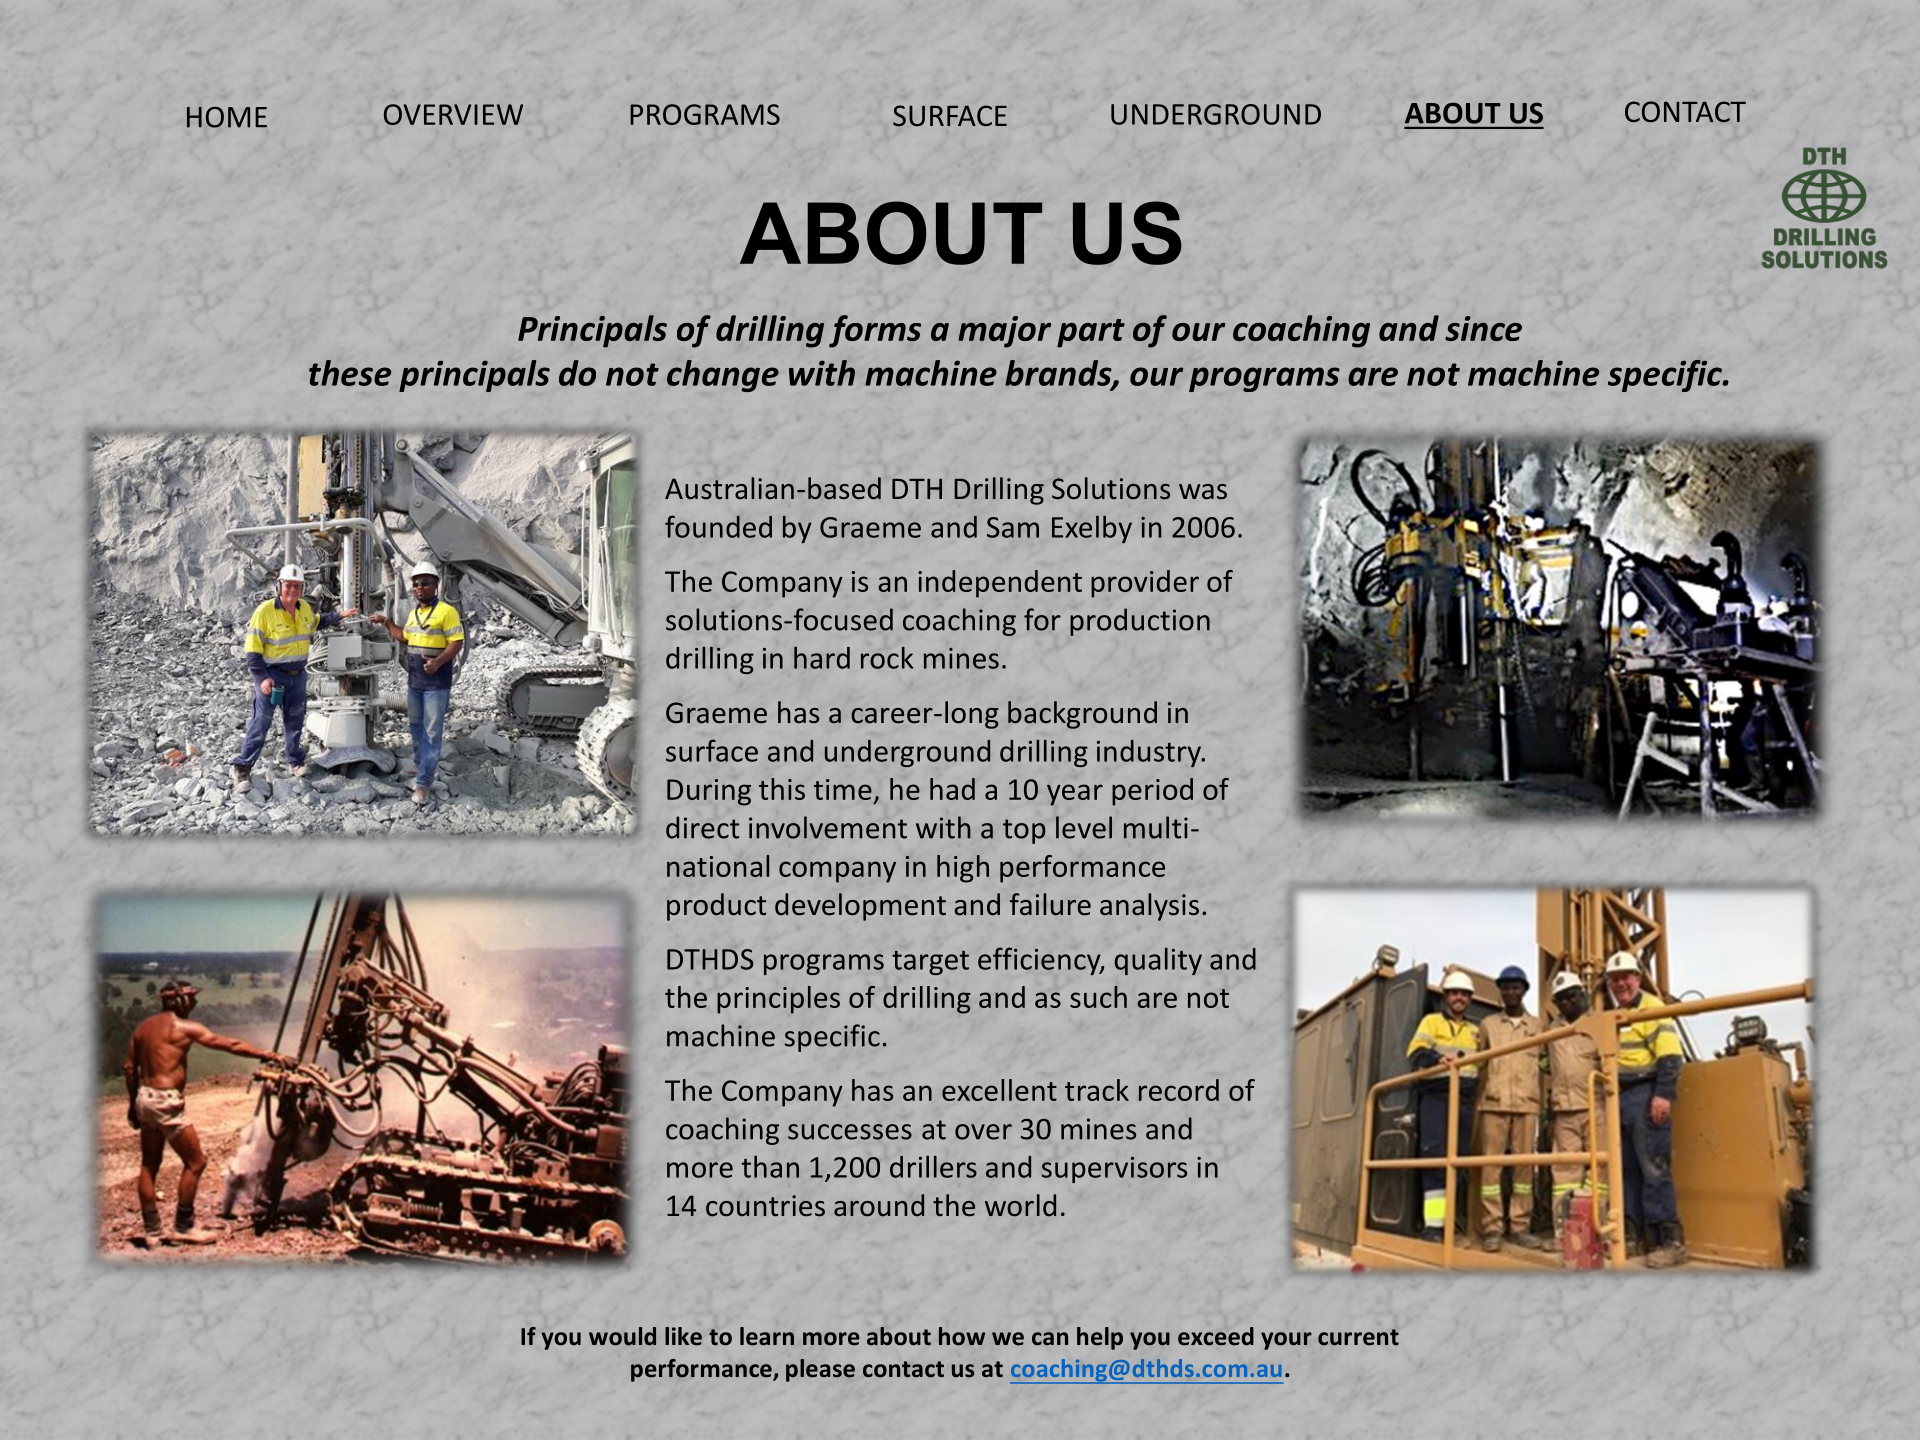 HOME OVERVIEW PROGRAMS SURFACE UNDERGROUND ABOUT US CONTACT
DTH
DRILLING
SOLUTIONS
ABOUT US
Principals of drilling forms a major part of our coaching and since
these principals do not change with machine brands, our programs are not machine specific.
Australian-based DTH Drilling Solutions was
founded by Graeme and Sam Exelby in 2006.
The Company is an independent provider of
solutions-focused coaching for production
drilling in hard rock mines.
Graeme has a career-long background in
surface and underground drilling industry.
During this time, he had a 10 year period of
direct involvement with a top level multi-
national company in high performance
product development and failure analysis.
DTHDS programs target efficiency, quality and
the principles of drilling and as such are not
machine specific.
The Company has an excellent track record of
coaching successes at over 30 mines and
more than 1,200 drillers and supervisors in
14 countries around the world.
If you would like to learn more about how we can help you exceed your current
performance, please contact us at coaching@dthds.com.au.